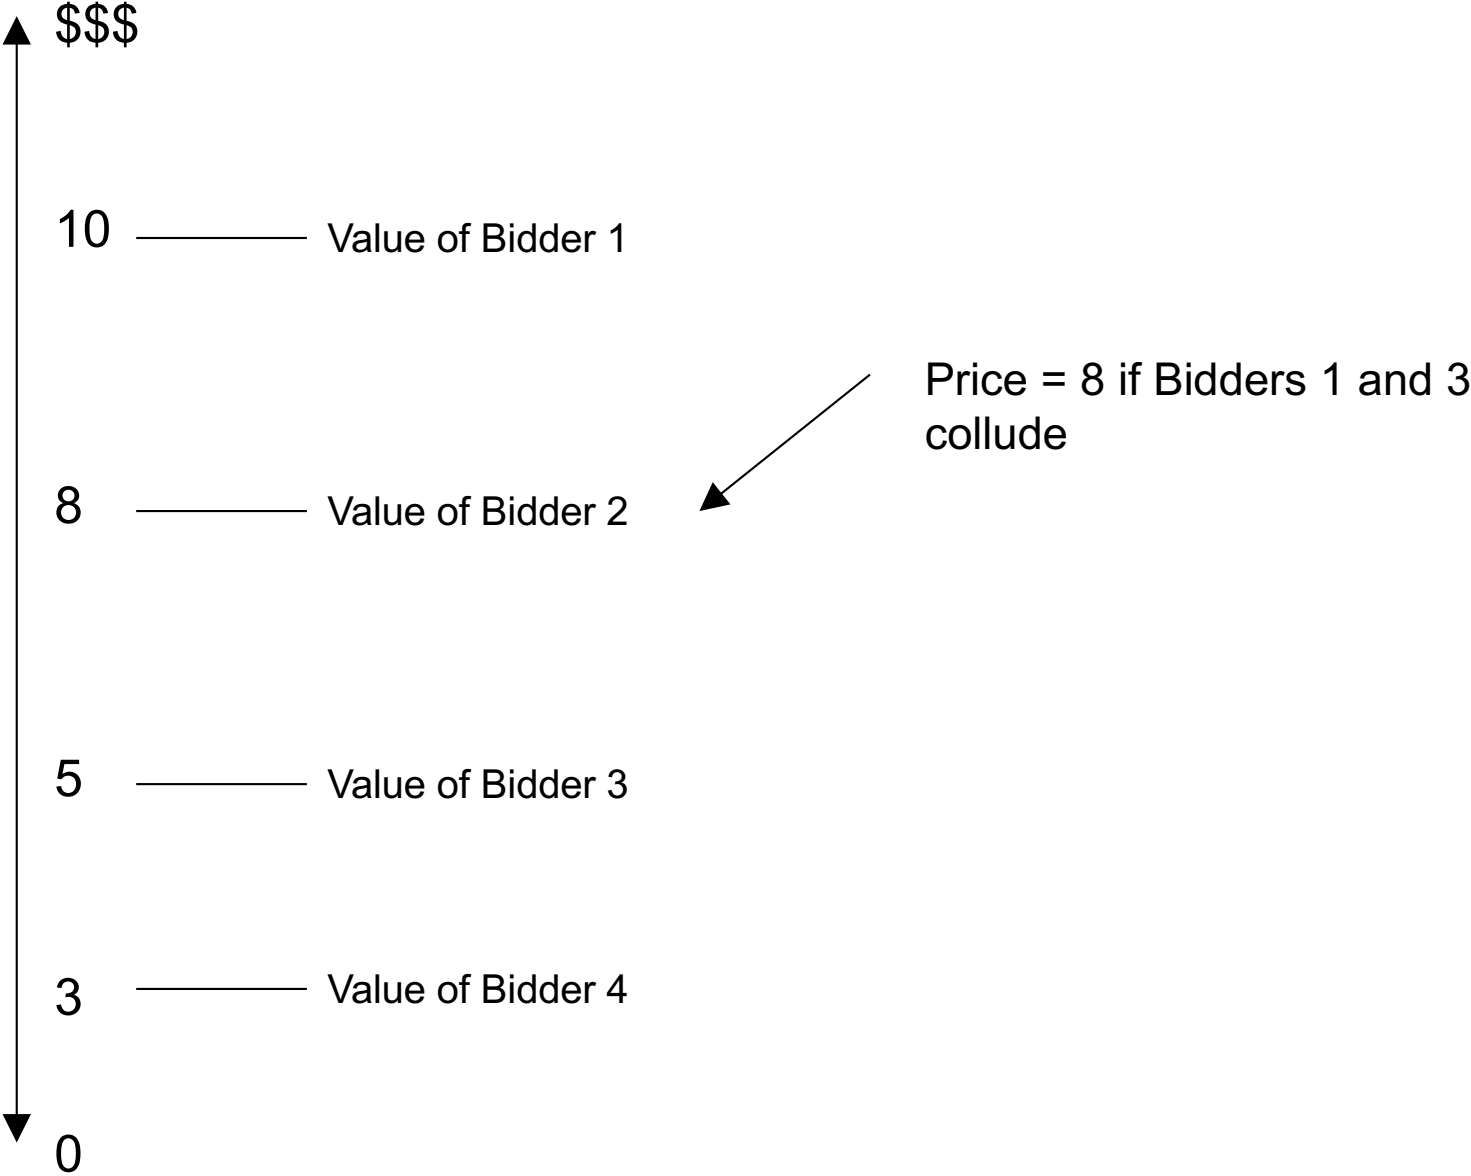 $$$
10
Value of Bidder 1
Price = 8 if Bidders 1 and 3
collude
8
Value of Bidder 2
5
Value of Bidder 3
3
Value of Bidder 4
0